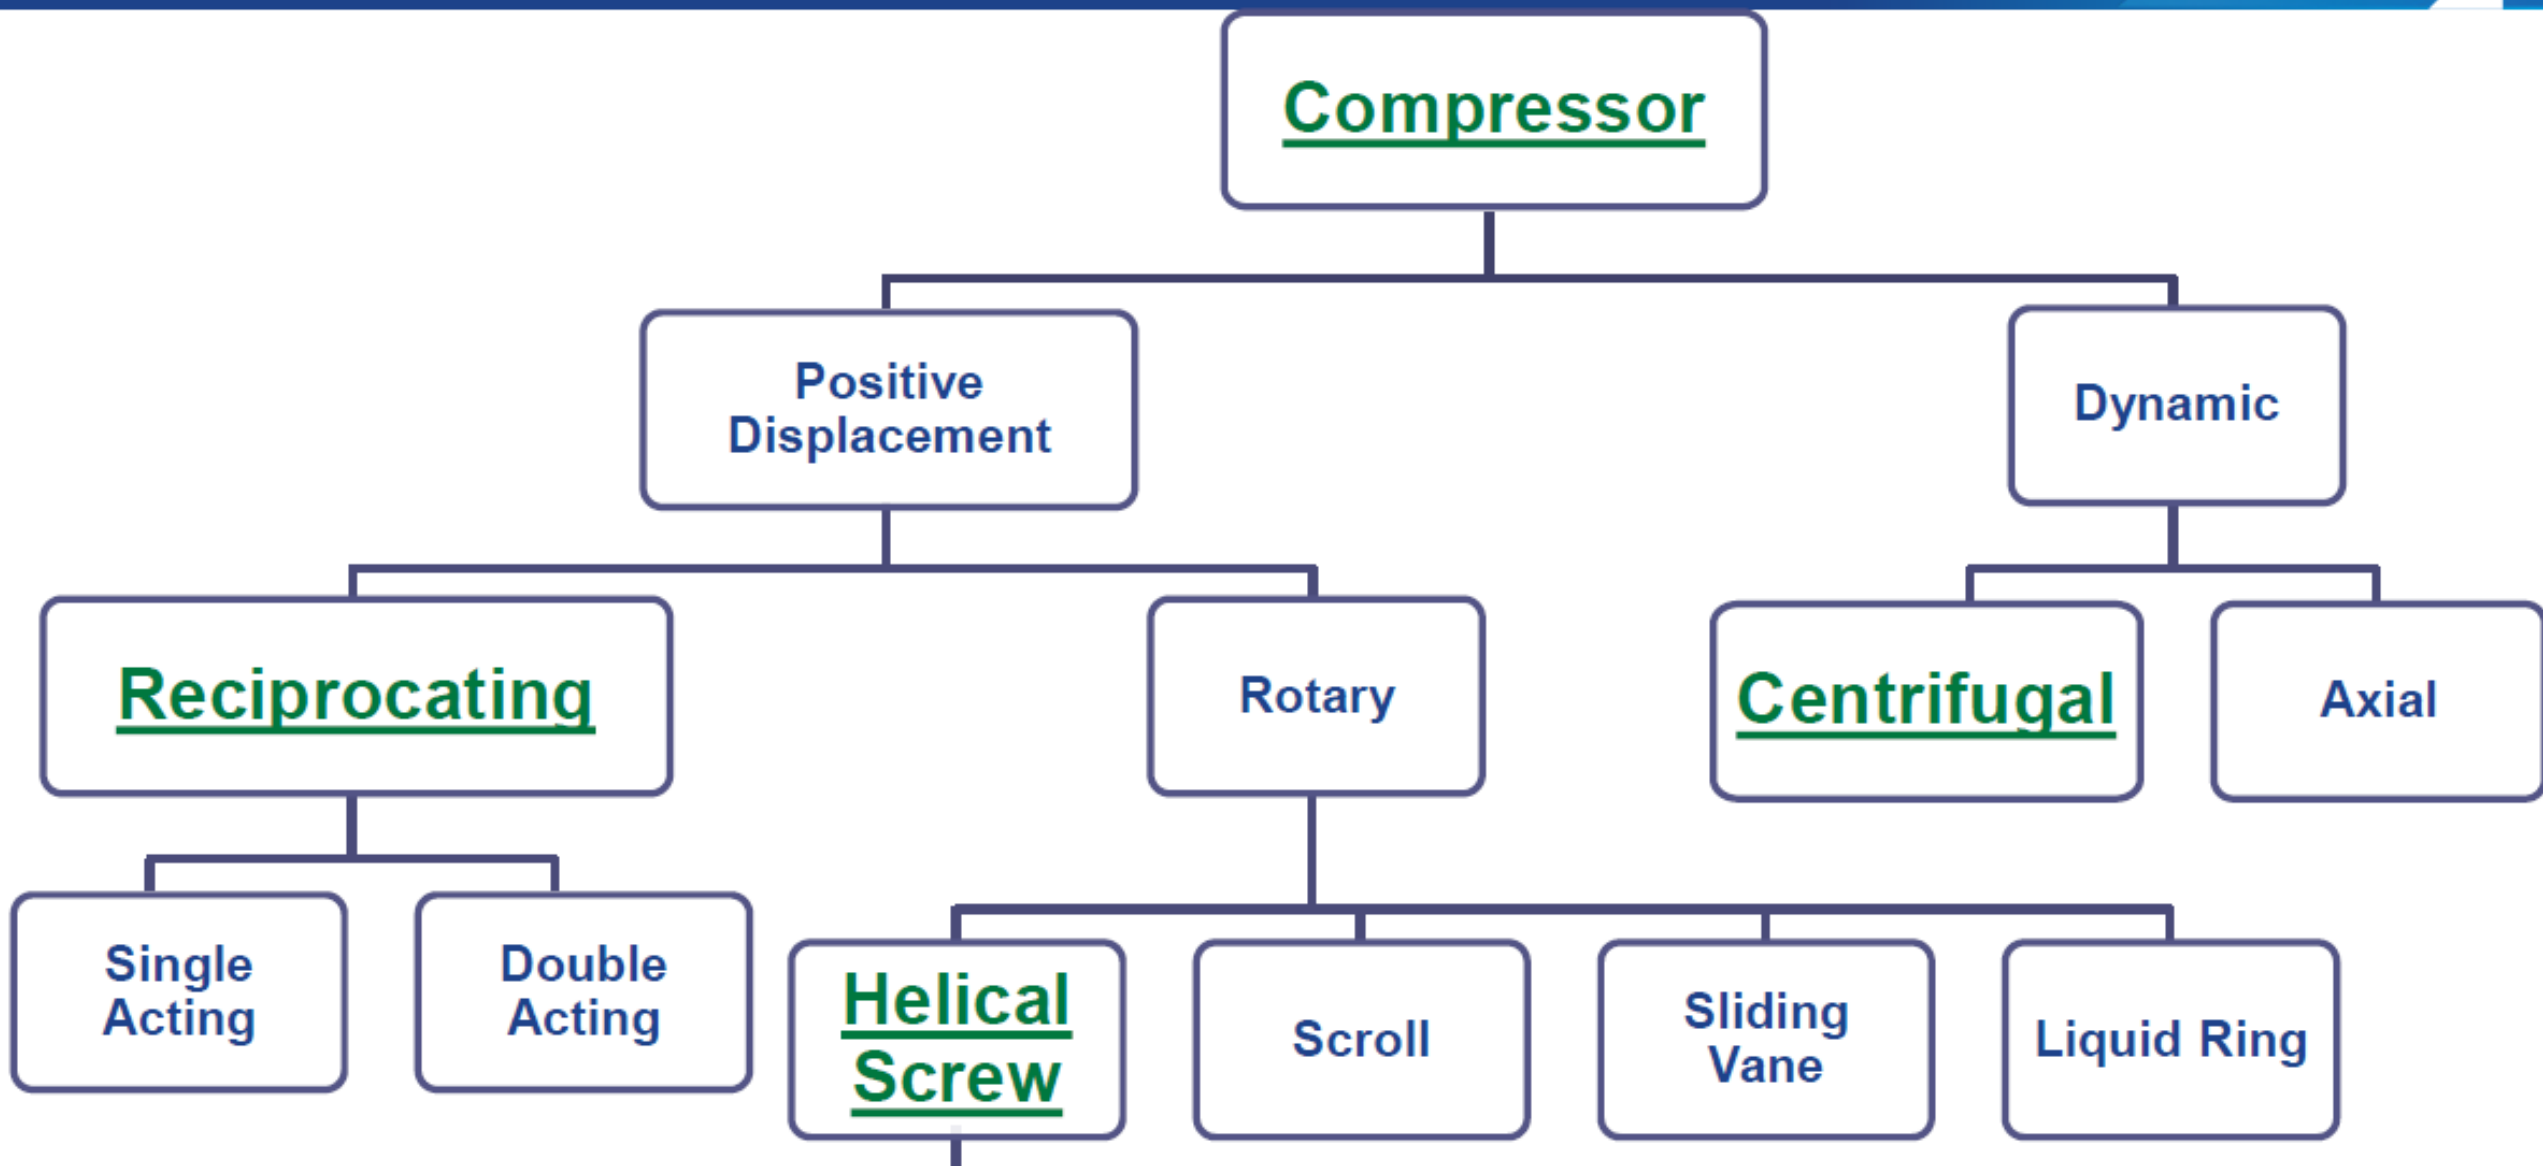 Compressor
Positive
Displacement
Dynamic
Reciprocating
Rotary
Centrifugal
Axial
Single
Acting
Double
Acting
Helical
Screw
Scroll
Sliding
Vane
Liquid Ring